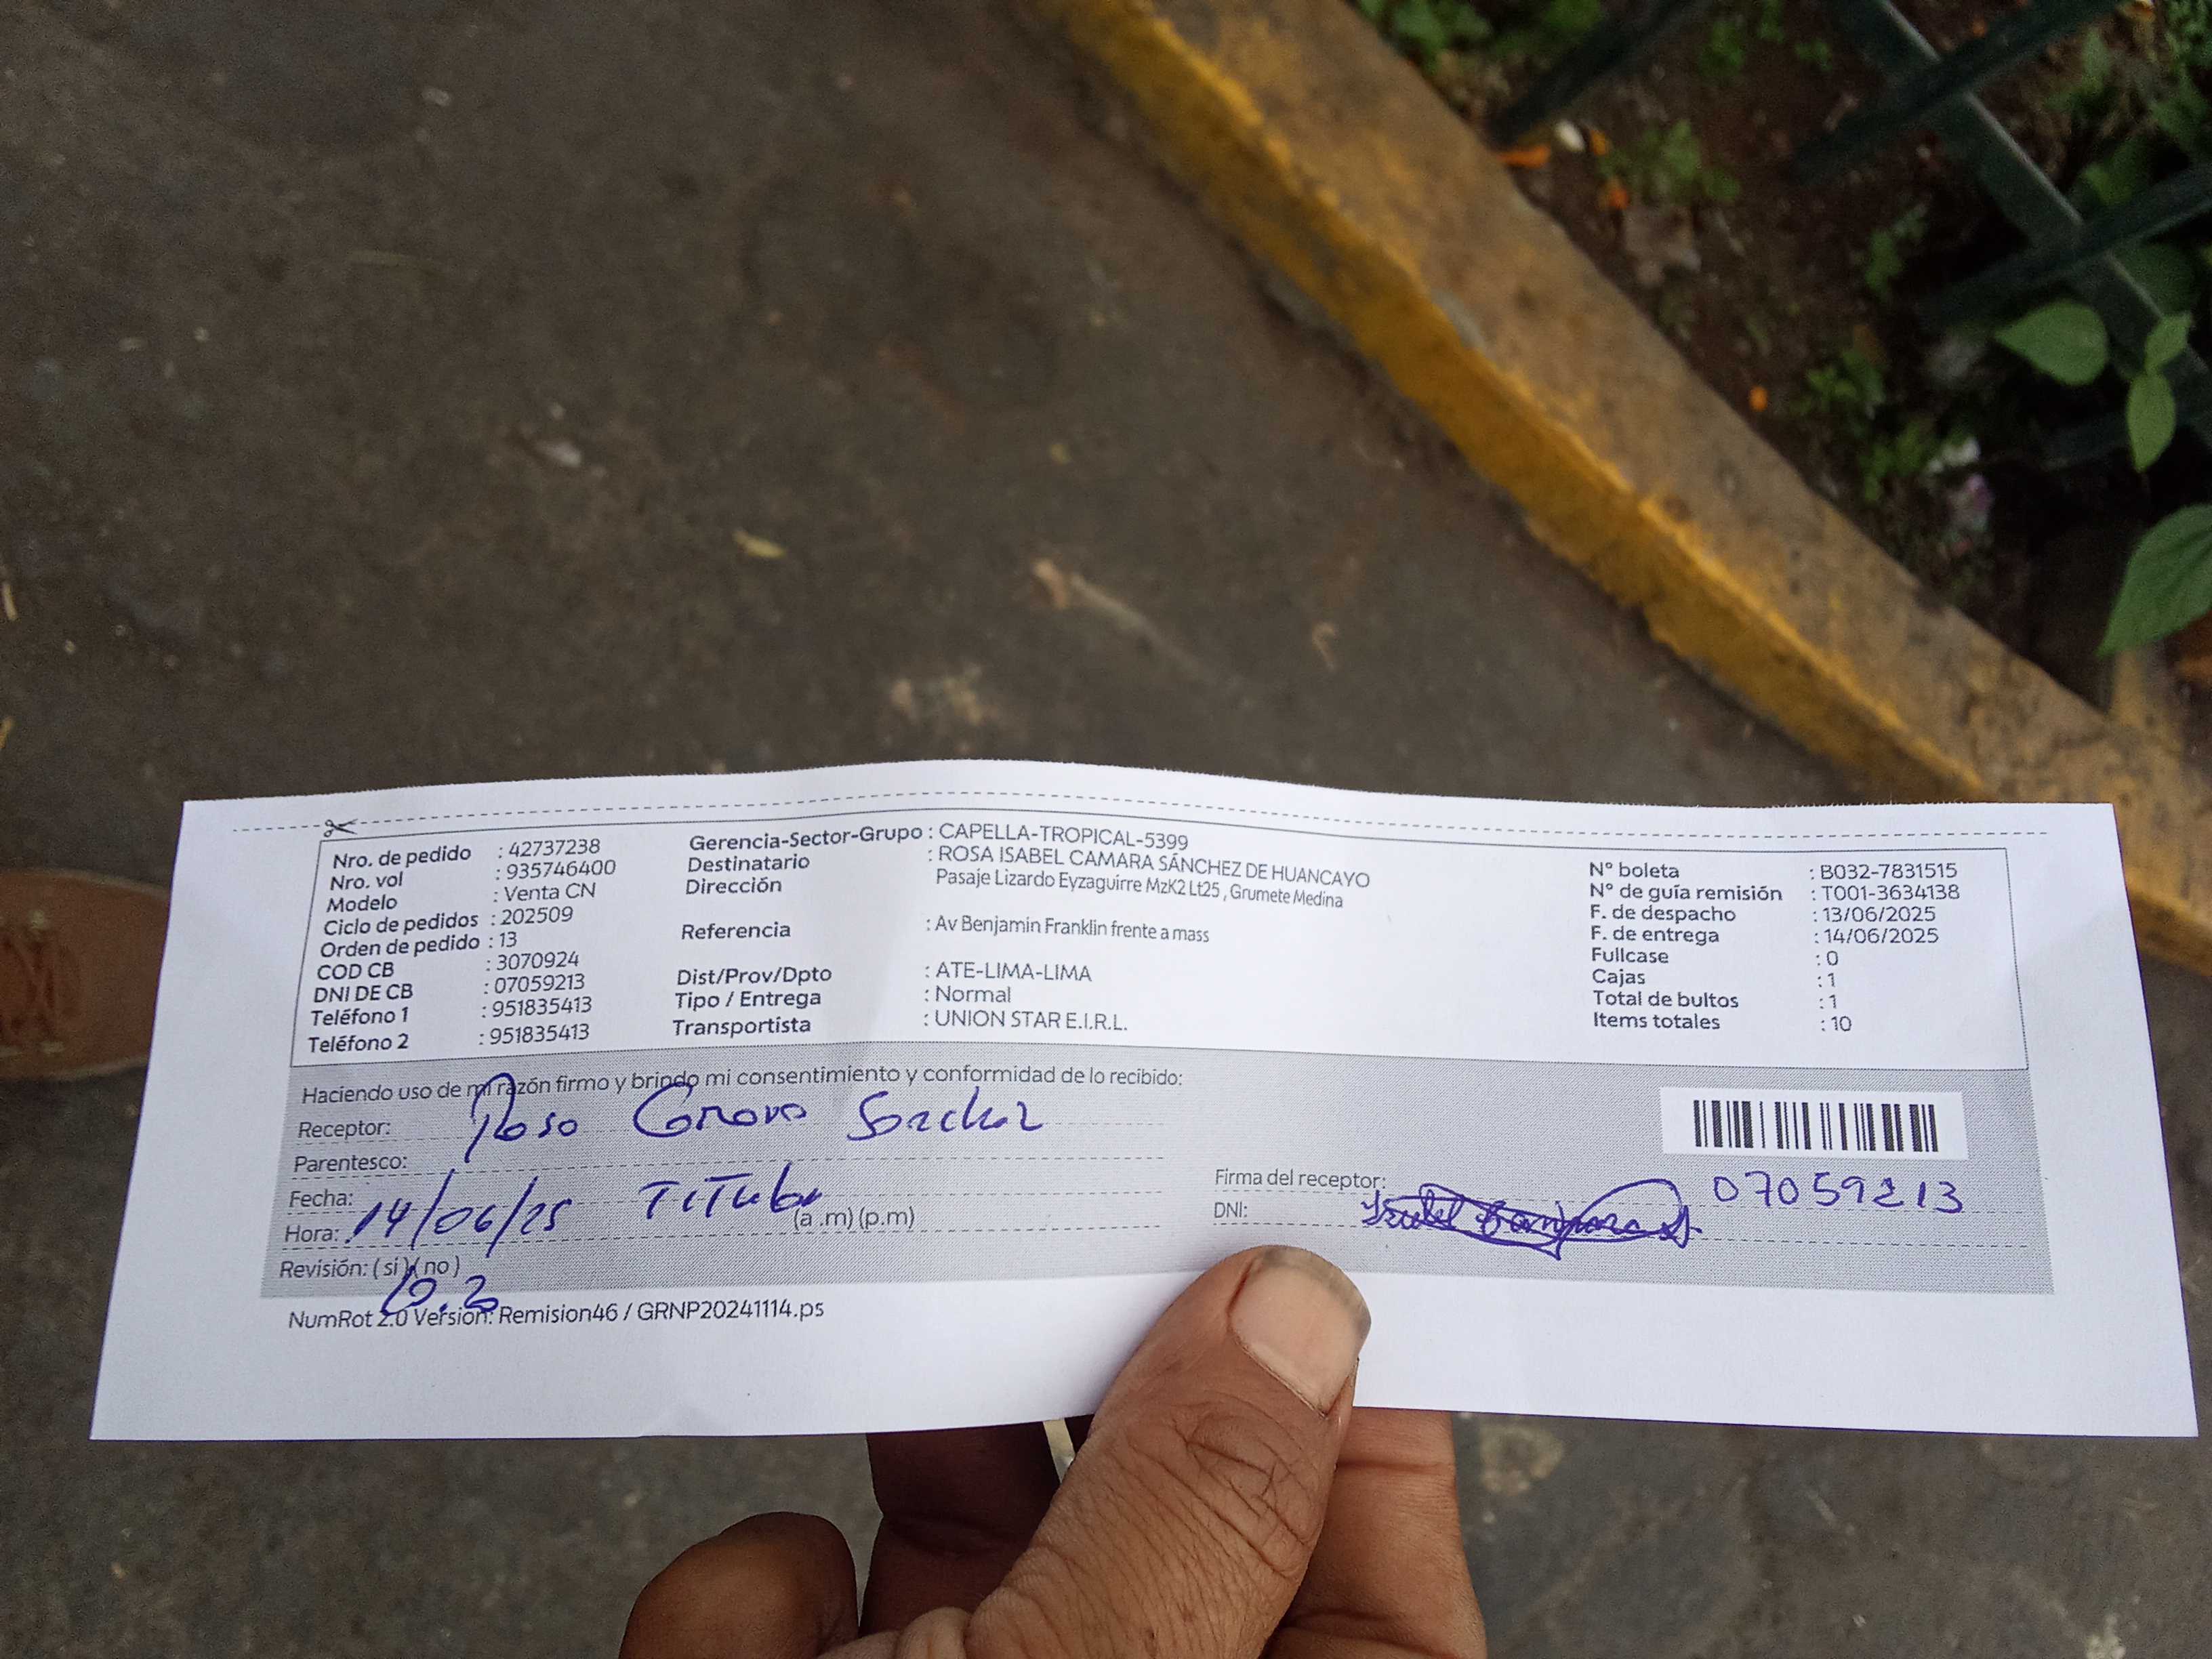 Nro. de pedido : 42737238
Nro. vol : 935746400
Modelo : Venta CN
Ciclo de pedidos : 202509
Orden de pedido : 13
COD CB : 3070924
DNI DE CB : 07059213
Teléfono 1 : 951835413
Teléfono 2 : 951835413
Gerencia-Sector-Grupo : CAPELLA-TROPICAL-5399
Destinatario : ROSA ISABEL CAMARA SÁNCHEZ DE HUANCAYO
Dirección Pasaje Lizardo Eyzaguirre MzK2 Lt25 , Grumete Medina
Referencia : Av Benjamin Franklin frente a mass
Dist/Prov/Dpto : ATE-LIMA-LIMA
Tipo / Entrega : Normal
Transportista : UNION STAR E.I.R.L.
N° boleta : B032-7831515
N° de guía remisión : T001-3634138
F. de despacho : 13/06/2025
F. de entrega : 14/06/2025
Fullcase : 0
Cajas : 1
Total de bultos : 1
Items totales : 10
Haciendo uso de mi razón firmo y brindo mi consentimiento y conformidad de lo recibido:
Receptor: Rosa
Parentesco:
Fecha: 14/06/25 Titular
Hora: (a .m) (p.m)
Revisión: ( si )( no )
Firma del receptor: 07059213
DNI:
NumRot 2.0 Version: Remision46 / GRNP20241114.ps